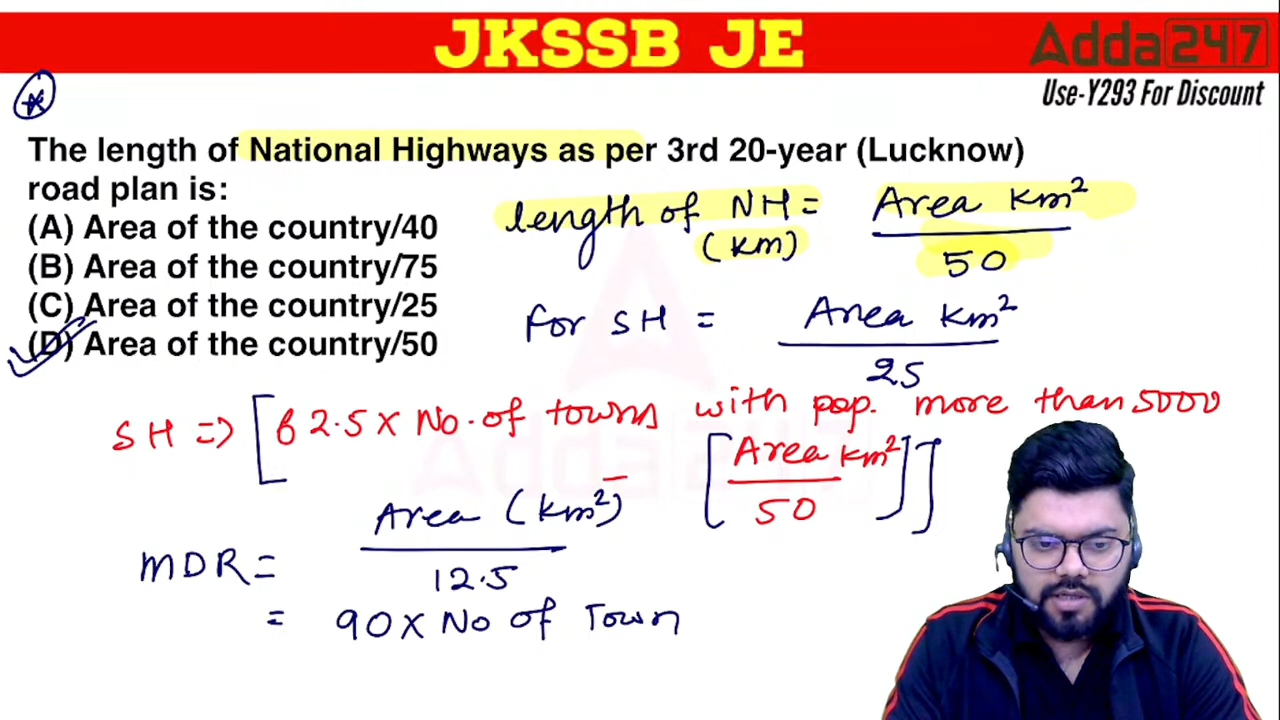 JKSSB JE
Adda247
Use-Y293 For Discount
The length of National Highways as per 3rd 20-year (Lucknow)
road plan is:
(A) Area of the country/40
(B) Area of the country/75
(C) Area of the country/25
(D) Area of the country/50
length of NH = Area Km²
(Km) 50
for SH = Area Km²
25
SH => [62.5 x No. of towns with pop. more than 5000
- [Area Km²
50]]
MDR = Area (Km²)
12.5
= 90 x No of Town
Adda247